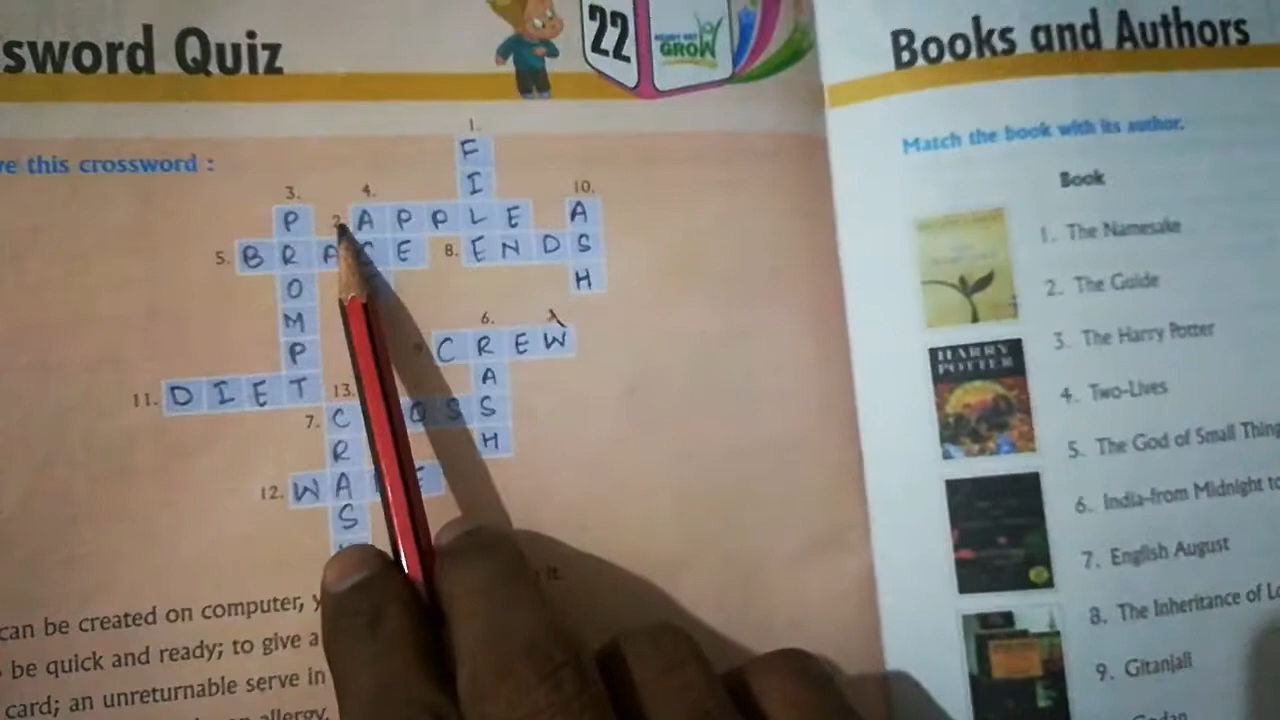 sword Quiz
22
GROW
Books and Authors
re this crossword :
Match the book with its author.
Book
1.
F
I
3. 4. 10.
P 2. A P P L E A
5. B R A C E 8. E N D S
O H
M 6.
P C R E W
A
11. D I E T 13.
7. C O S S
R H
12. W A E
S
can be created on computer, y
be quick and ready; to give a
card; an unreturnable serve in
allergy,
1. The Namesake
2. The Guide
HARRY POTTER
3. The Harry Potter
4. Two-Lives
5. The God of Small Thing
6. India-from Midnight to
7. English August
8. The Inheritance of Lo
9. Gitanjali